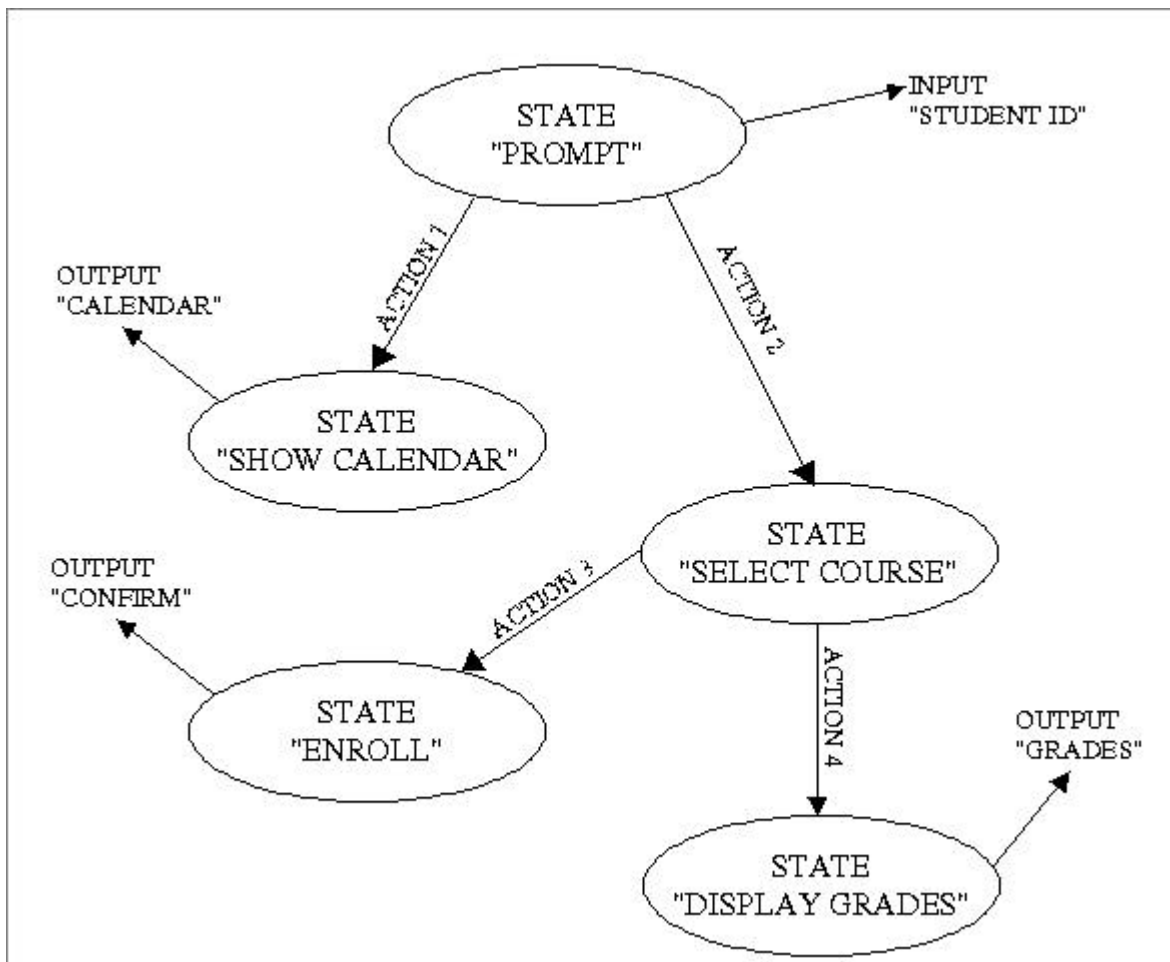 STATE
"PROMPT"
INPUT
"STUDENT ID"
ACTION 1
ACTION 2
OUTPUT
"CALENDAR"
STATE
"SHOW CALENDAR"
STATE
"SELECT COURSE"
ACTION 3
OUTPUT
"CONFIRM"
STATE
"ENROLL"
ACTION 4
OUTPUT
"GRADES"
STATE
"DISPLAY GRADES"